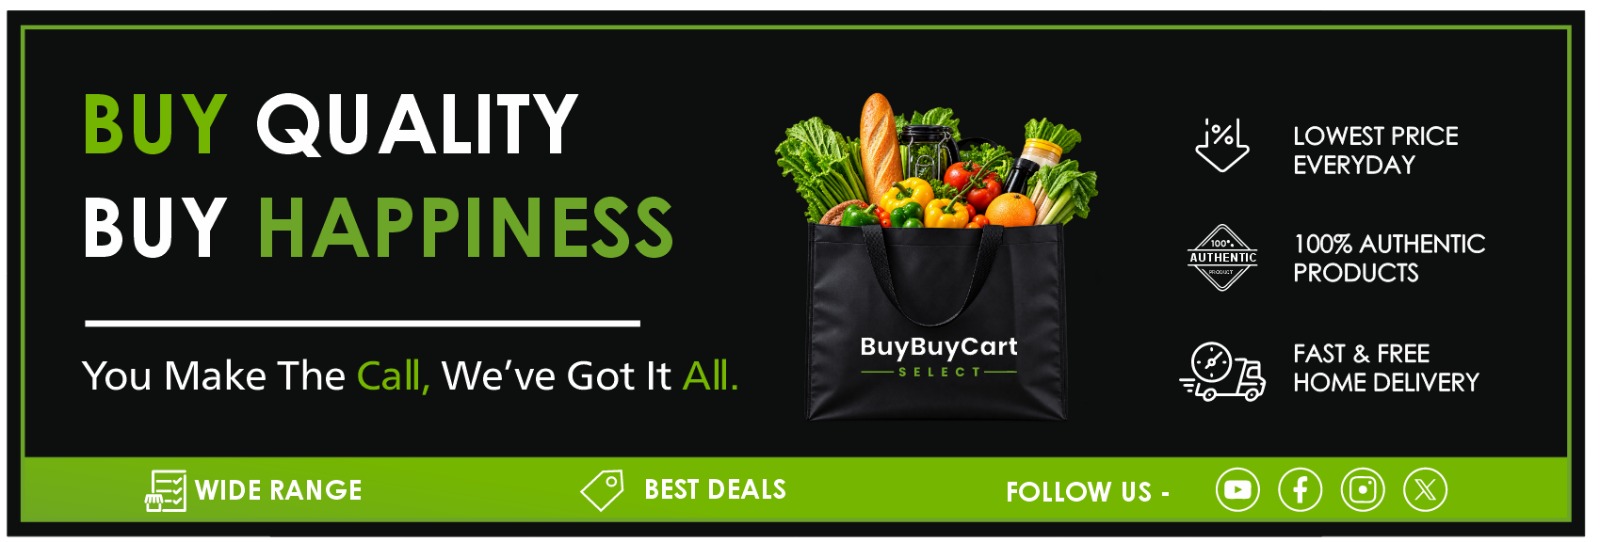 BUY QUALITY
BUY HAPPINESS
You Make The Call, We’ve Got It All.
BuyBuyCart
SELECT
%
LOWEST PRICE
EVERYDAY
100%
AUTHENTIC
PRODUCT
100% AUTHENTIC
PRODUCTS
FAST & FREE
HOME DELIVERY
WIDE RANGE
BEST DEALS
FOLLOW US -